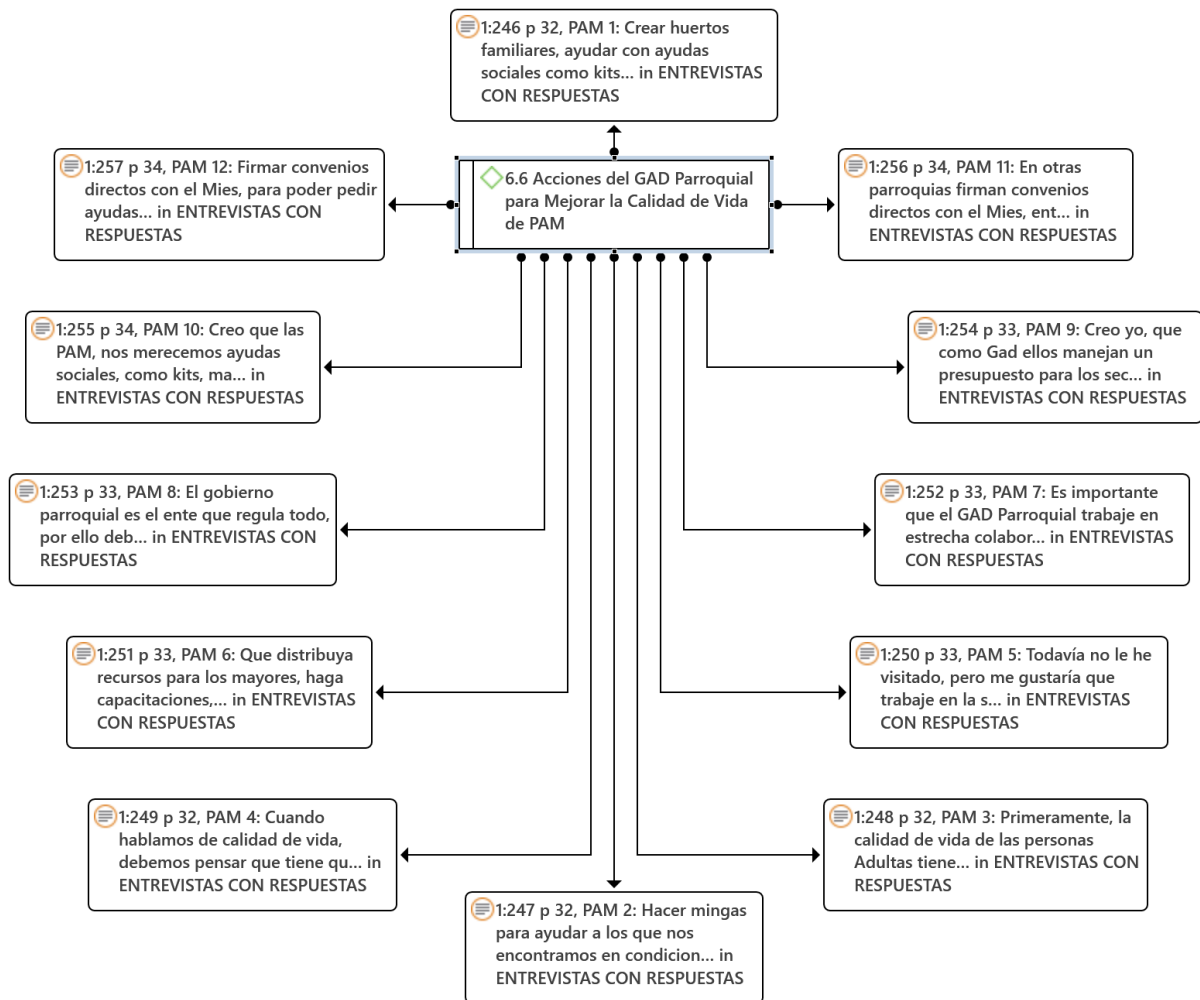 1:246 p 32, PAM 1: Crear huertos
familiares, ayudar con ayudas
sociales como kits... in ENTREVISTAS
CON RESPUESTAS
1:257 p 34, PAM 12: Firmar convenios
directos con el Mies, para poder pedir
ayudas... in ENTREVISTAS CON
RESPUESTAS
6.6 Acciones del GAD Parroquial
para Mejorar la Calidad de Vida
de PAM
1:256 p 34, PAM 11: En otras
parroquias firman convenios
directos con el Mies, ent... in
ENTREVISTAS CON RESPUESTAS
1:255 p 34, PAM 10: Creo que las
PAM, nos merecemos ayudas
sociales, como kits, ma... in
ENTREVISTAS CON RESPUESTAS
1:254 p 33, PAM 9: Creo yo, que
como Gad ellos manejan un
presupuesto para los sec... in
ENTREVISTAS CON RESPUESTAS
1:253 p 33, PAM 8: El gobierno
parroquial es el ente que regula todo,
por ello deb... in ENTREVISTAS CON
RESPUESTAS
1:252 p 33, PAM 7: Es importante
que el GAD Parroquial trabaje en
estrecha colabor... in ENTREVISTAS
CON RESPUESTAS
1:251 p 33, PAM 6: Que distribuya
recursos para los mayores, haga
capacitaciones,... in ENTREVISTAS
CON RESPUESTAS
1:250 p 33, PAM 5: Todavía no le he
visitado, pero me gustaría que
trabaje en la s... in ENTREVISTAS
CON RESPUESTAS
1:249 p 32, PAM 4: Cuando
hablamos de calidad de vida,
debemos pensar que tiene qu... in
ENTREVISTAS CON RESPUESTAS
1:248 p 32, PAM 3: Primeramente, la
calidad de vida de las personas
Adultas tiene... in ENTREVISTAS CON
RESPUESTAS
1:247 p 32, PAM 2: Hacer mingas
para ayudar a los que nos
encontramos en condicion... in
ENTREVISTAS CON RESPUESTAS